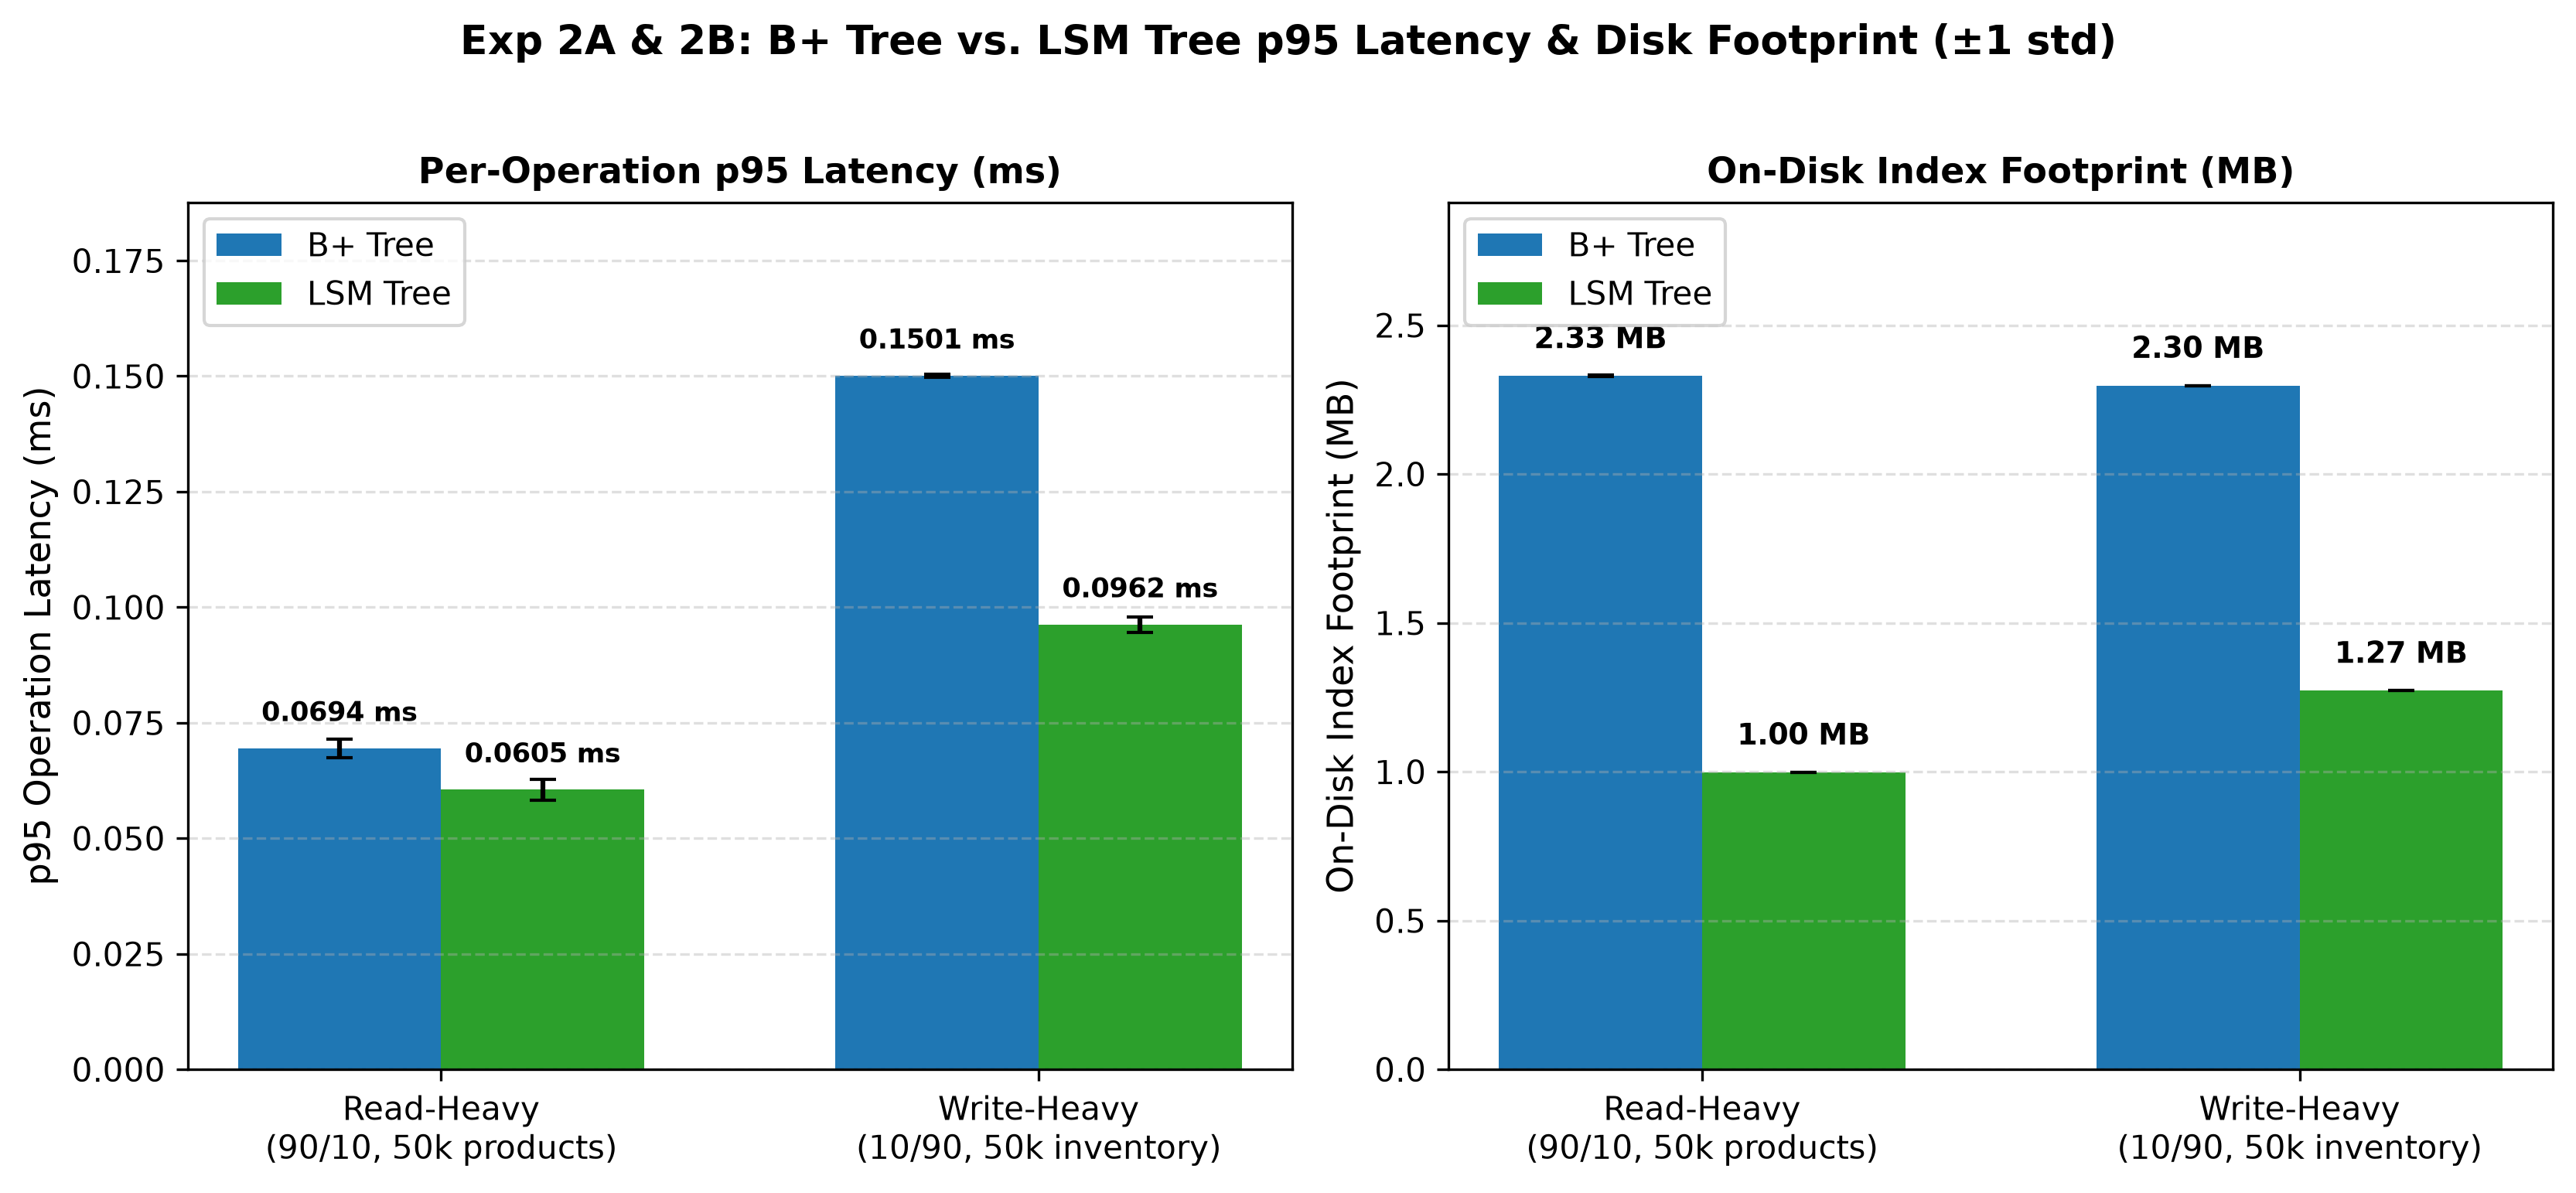 Exp 2A & 2B: B+ Tree vs. LSM Tree p95 Latency & Disk Footprint (±1 std)
Per-Operation p95 Latency (ms)
B+ Tree
LSM Tree
p95 Operation Latency (ms)
0.175
0.150
0.125
0.100
0.075
0.050
0.025
0.000
0.0694 ms
0.0605 ms
0.1501 ms
0.0962 ms
Read-Heavy
(90/10, 50k products)
Write-Heavy
(10/90, 50k inventory)
On-Disk Index Footprint (MB)
B+ Tree
LSM Tree
On-Disk Index Footprint (MB)
2.5
2.0
1.5
1.0
0.5
0.0
2.33 MB
1.00 MB
2.30 MB
1.27 MB
Read-Heavy
(90/10, 50k products)
Write-Heavy
(10/90, 50k inventory)